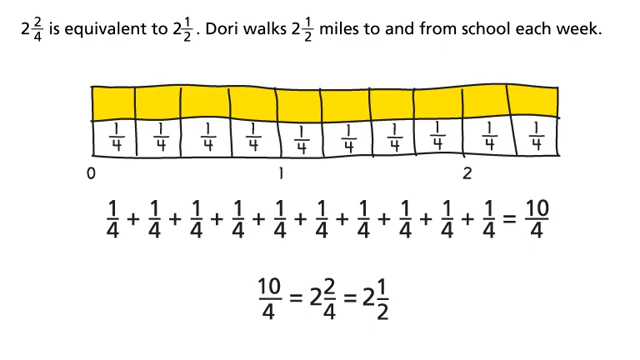 2 2/4 is equivalent to 2 1/2. Dori walks 2 1/2 miles to and from school each week.
1/4 1/4 1/4 1/4 1/4 1/4 1/4 1/4 1/4 1/4
0 1 2
1/4 + 1/4 + 1/4 + 1/4 + 1/4 + 1/4 + 1/4 + 1/4 + 1/4 + 1/4 = 10/4
10/4 = 2 2/4 = 2 1/2